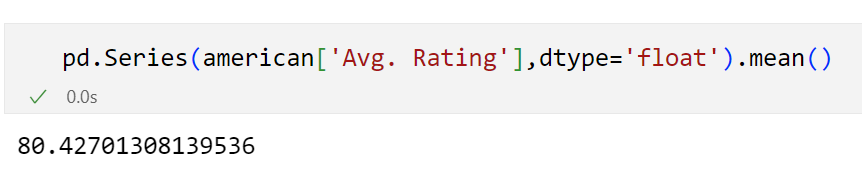 pd.Series(american['Avg. Rating'],dtype='float').mean()
0.0s
80.42701308139536